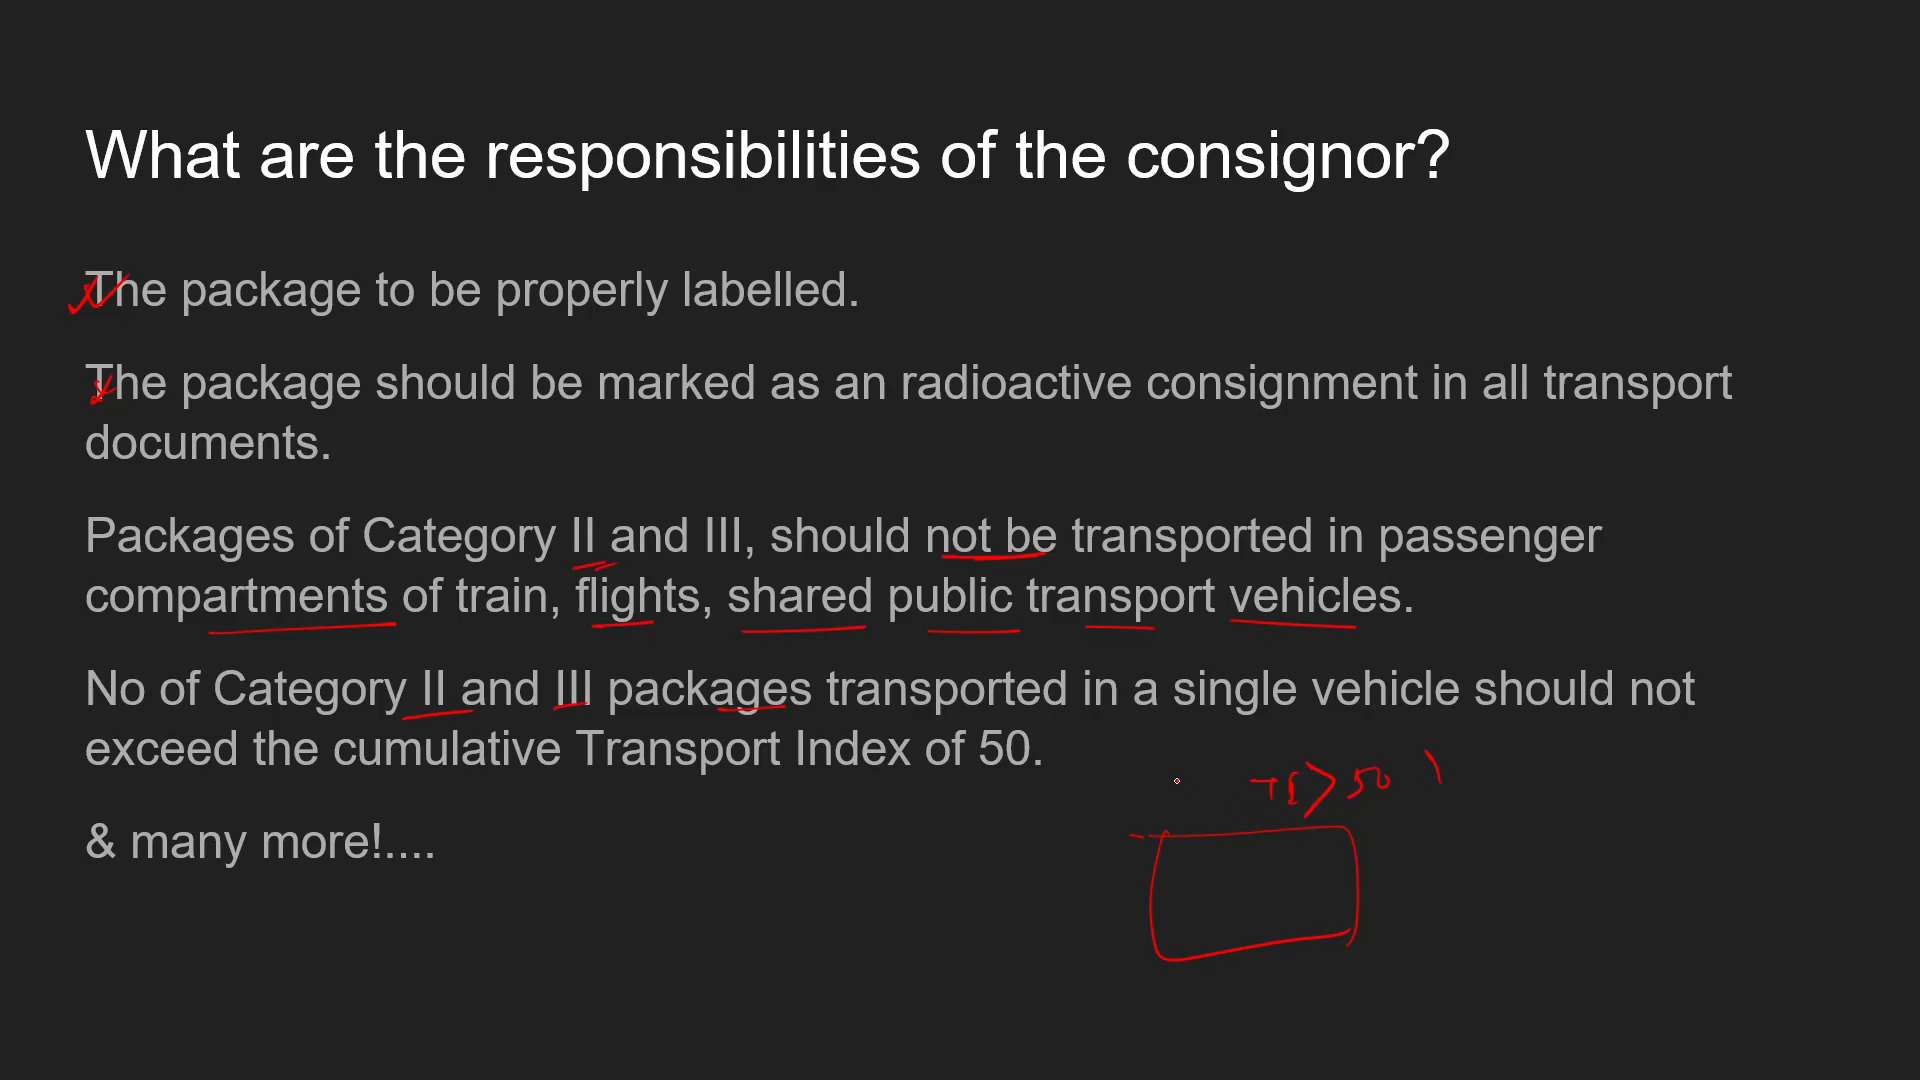 What are the responsibilities of the consignor?
The package to be properly labelled.
The package should be marked as an radioactive consignment in all transport
documents.
Packages of Category II and III, should not be transported in passenger
compartments of train, flights, shared public transport vehicles.
No of Category II and III packages transported in a single vehicle should not
exceed the cumulative Transport Index of 50.
TI > 50
& many more!....